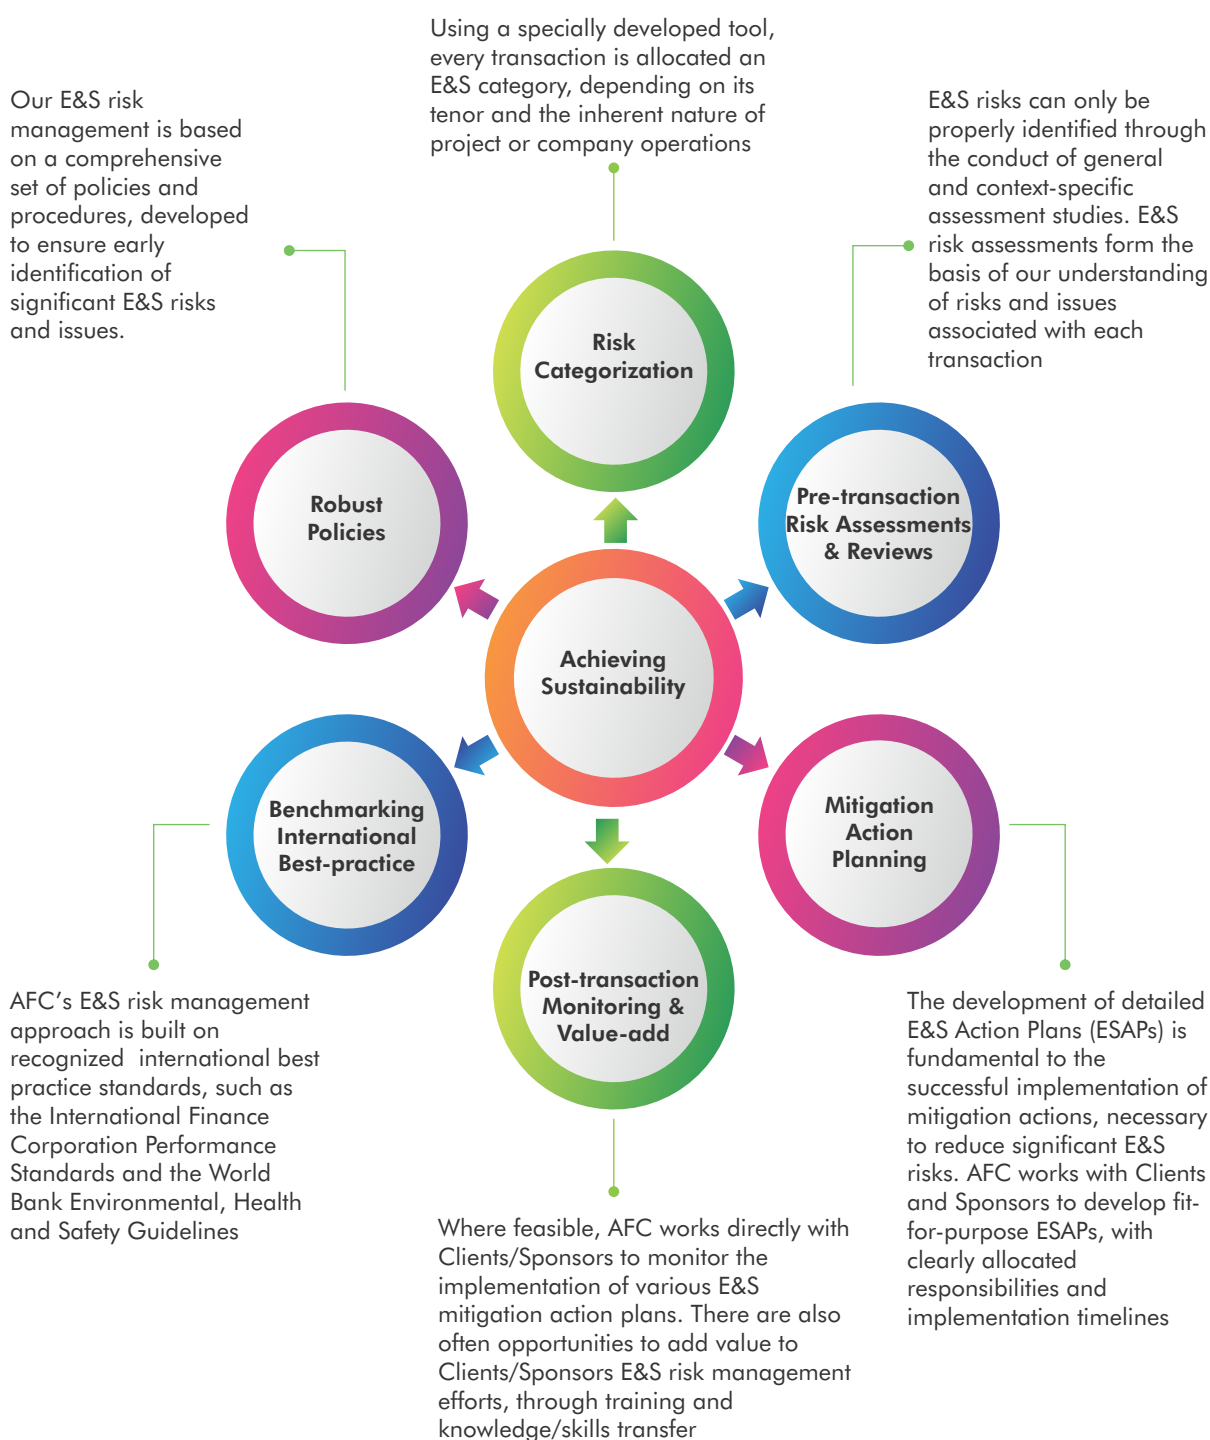 Using a specially developed tool,
every transaction is allocated an
E&S category, depending on its
tenor and the inherent nature of
project or company operations
Our E&S risk
management is based
on a comprehensive
set of policies and
procedures, developed
to ensure early
identification of
significant E&S risks
and issues.
E&S risks can only be
properly identified through
the conduct of general
and context-specific
assessment studies. E&S
risk assessments form the
basis of our understanding
of risks and issues
associated with each
transaction
Risk
Categorization
Robust
Policies
Pre-transaction
Risk Assessments
& Reviews
Achieving
Sustainability
Benchmarking
International
Best-practice
Mitigation
Action
Planning
Post-transaction
Monitoring &
Value-add
AFC's E&S risk management
approach is built on
recognized  international best
practice standards, such as
the International Finance
Corporation Performance
Standards and the World
Bank Environmental, Health
and Safety Guidelines
The development of detailed
E&S Action Plans (ESAPs) is
fundamental to the
successful implementation of
mitigation actions, necessary
to reduce significant E&S
risks. AFC works with Clients
and Sponsors to develop fit-
for-purpose ESAPs, with
clearly allocated
responsibilities and
implementation timelines
Where feasible, AFC works directly with
Clients/Sponsors to monitor the
implementation of various E&S
mitigation action plans. There are also
often opportunities to add value to
Clients/Sponsors E&S risk management
efforts, through training and
knowledge/skills transfer